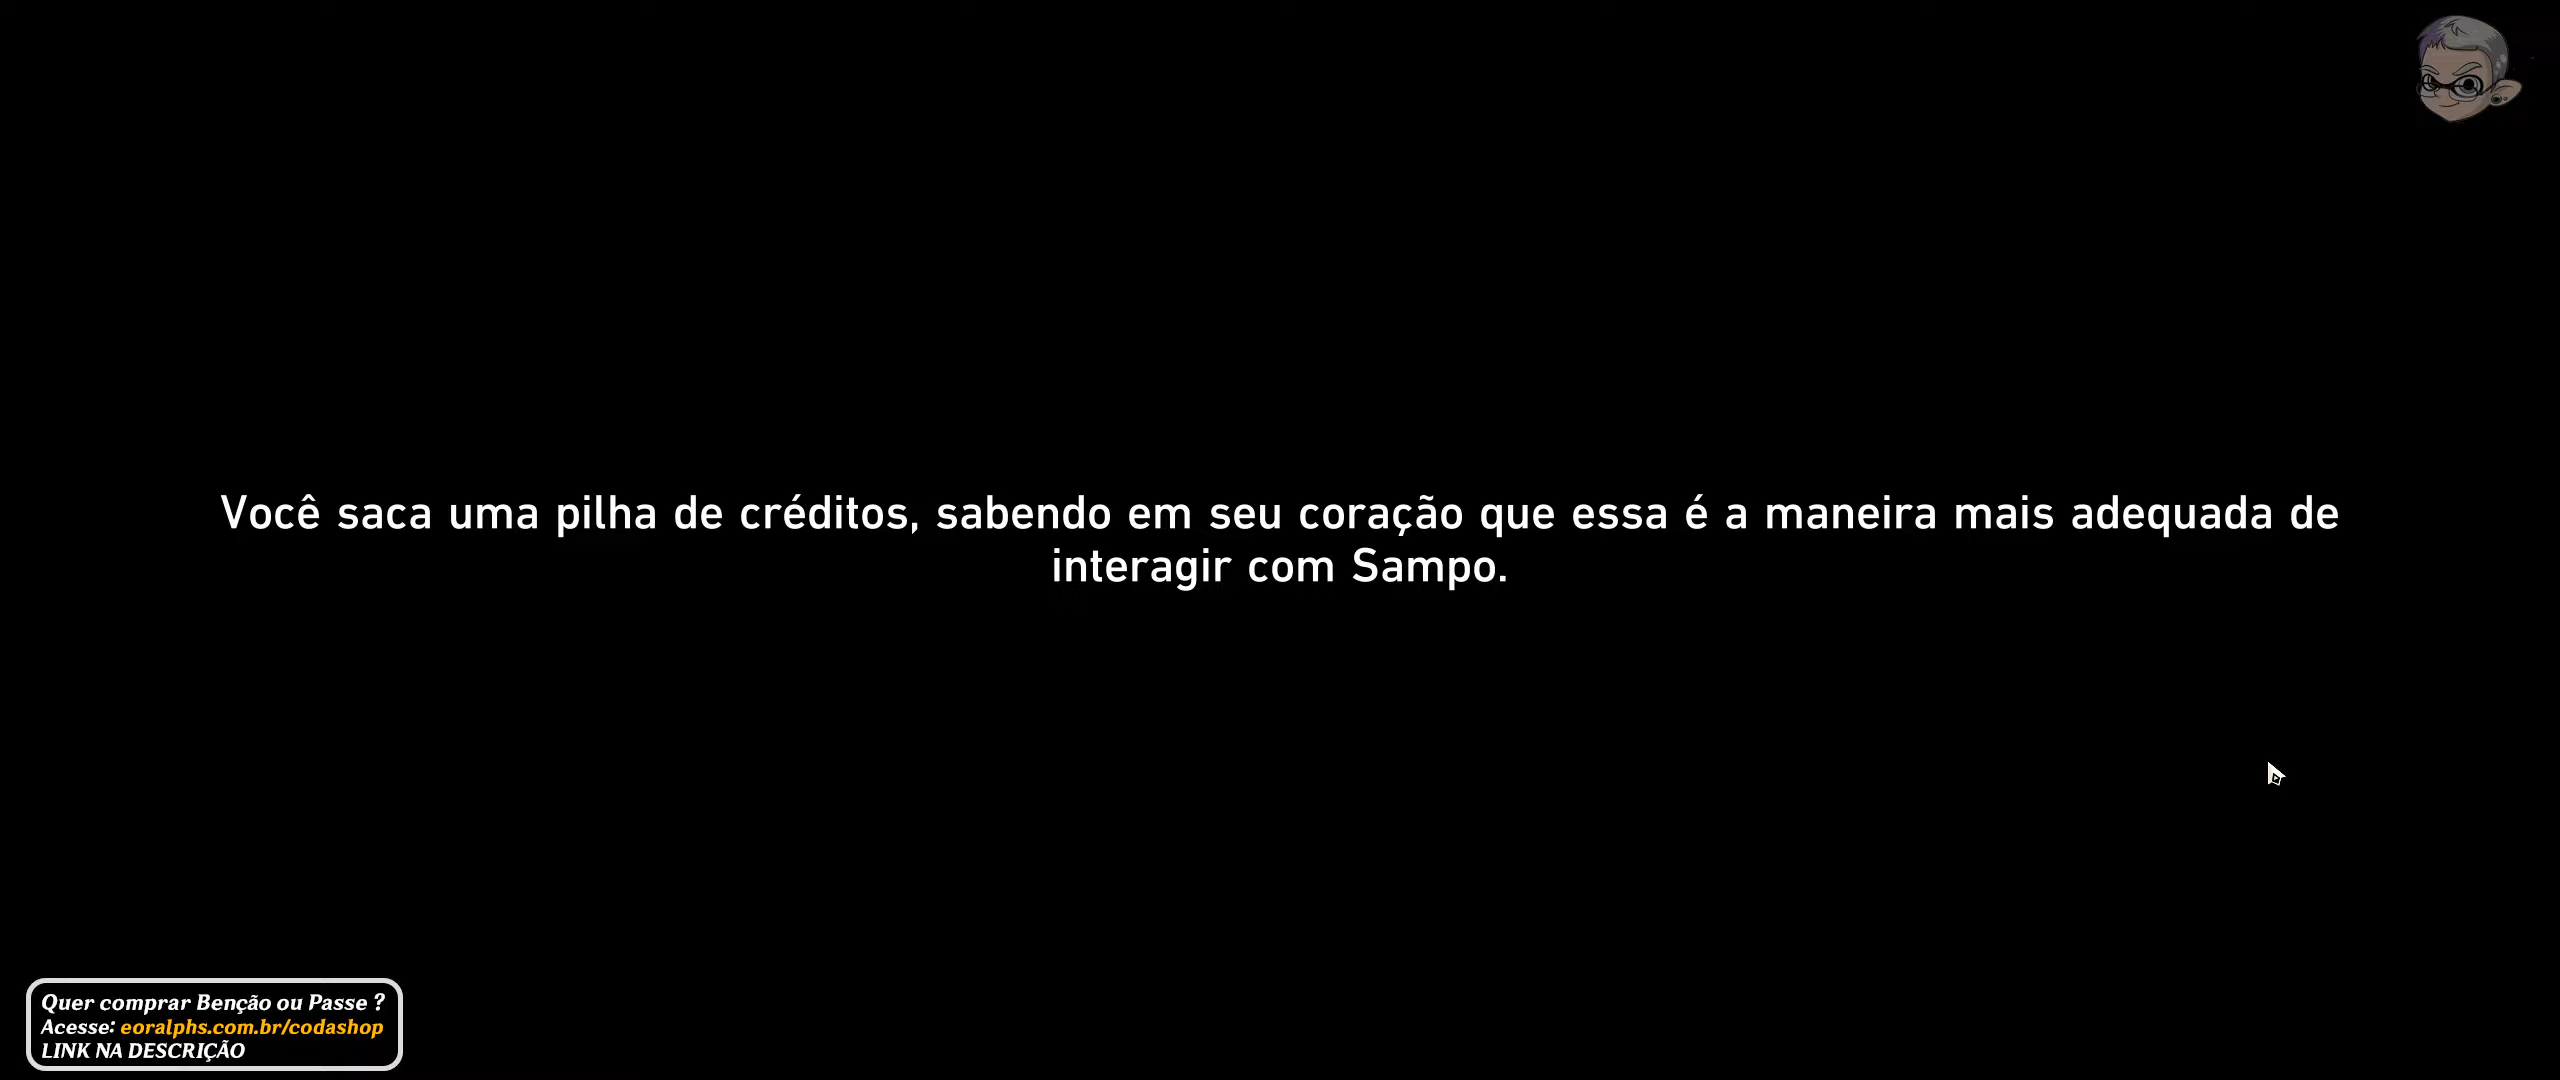 Você saca uma pilha de créditos, sabendo em seu coração que essa é a maneira mais adequada de
interagir com Sampo.
Quer comprar Benção ou Passe ?
Acesse: eoralphs.com.br/codashop
LINK NA DESCRIÇÃO